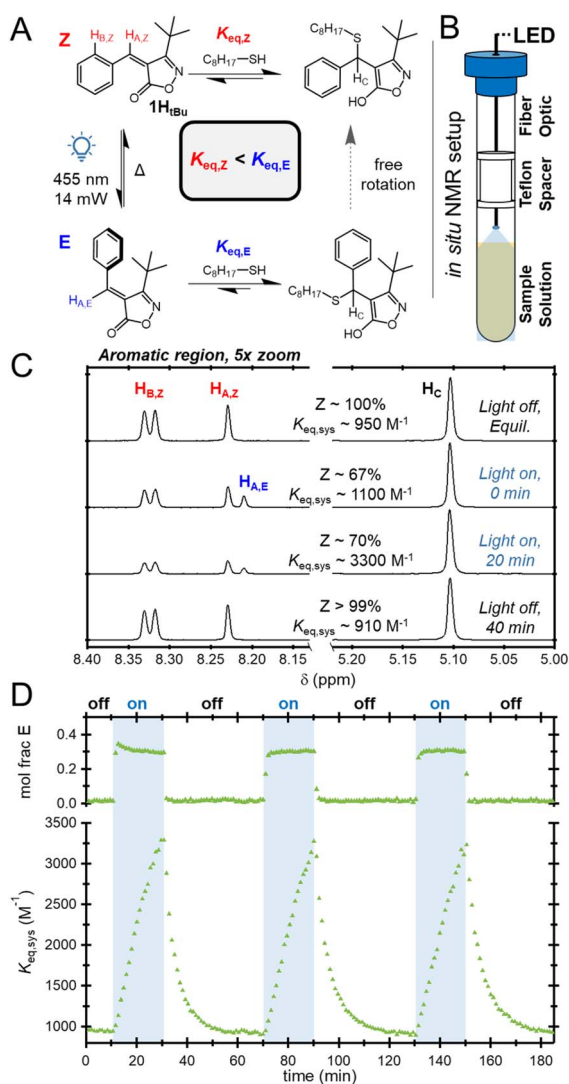 A
Z
H_B,Z
H_A,Z
O
O
N
1H_tBu
K_eq,Z
C₈H₁₇—SH
C₈H₁₇
S
H_C
HO
O
N
455 nm
14 mW
Δ
K_eq,Z < K_eq,E
free
rotation
E
H_A,E
O
O
N
K_eq,E
C₈H₁₇—SH
C₈H₁₇
S
H_C
HO
O
N
B
LED
in situ NMR setup
Fiber
Optic
Teflon
Spacer
Sample
Solution
C
Aromatic region, 5x zoom
H_B,Z
H_A,Z
H_C
Z ~ 100%
K_eq,sys ~ 950 M⁻¹
Light off,
Equil.
H_A,E
Z ~ 67%
K_eq,sys ~ 1100 M⁻¹
Light on,
0 min
Z ~ 70%
K_eq,sys ~ 3300 M⁻¹
Light on,
20 min
Z > 99%
K_eq,sys ~ 910 M⁻¹
Light off,
40 min
8.40 8.35 8.30 8.25 8.20 8.15 5.20 5.15 5.10 5.05 5.00
δ (ppm)
D
off on off on off on off
mol frac E
0.4
0.2
0.0
K_eq,sys (M⁻¹)
3500
3000
2500
2000
1500
1000
0 20 40 60 80 100 120 140 160 180
time (min)